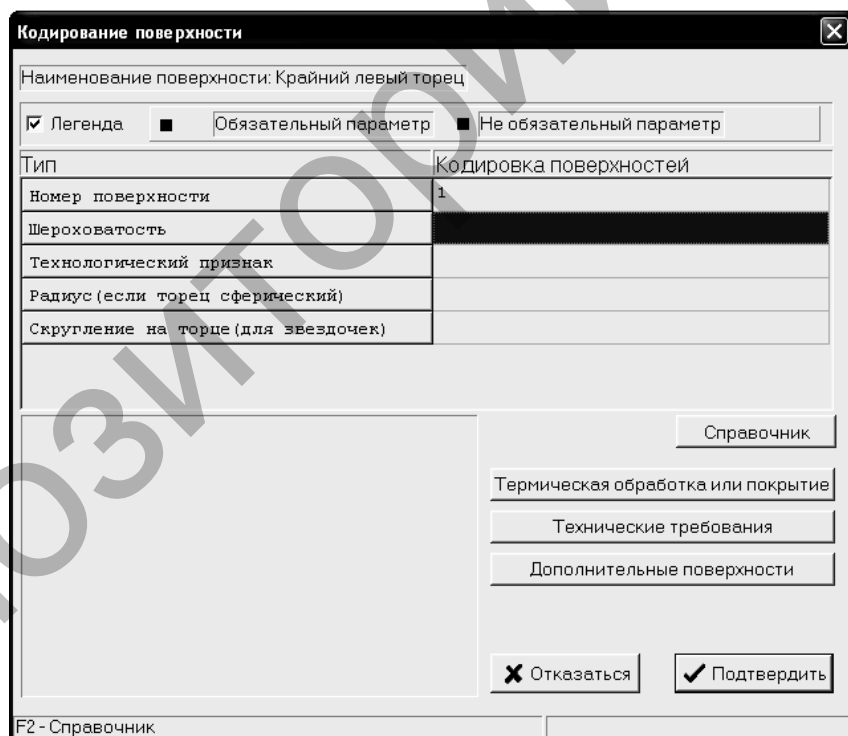 Кодирование поверхности
Наименование поверхности: Крайний левый торец
Легенда Обязательный параметр Не обязательный параметр
Тип Кодировка поверхностей
Номер поверхности 1
Шероховатость
Технологический признак
Радиус(если торец сферический)
Скругление на торце(для звездочек)
Справочник
Термическая обработка или покрытие
Технические требования
Дополнительные поверхности
Отказаться Подтвердить
F2 - Справочник